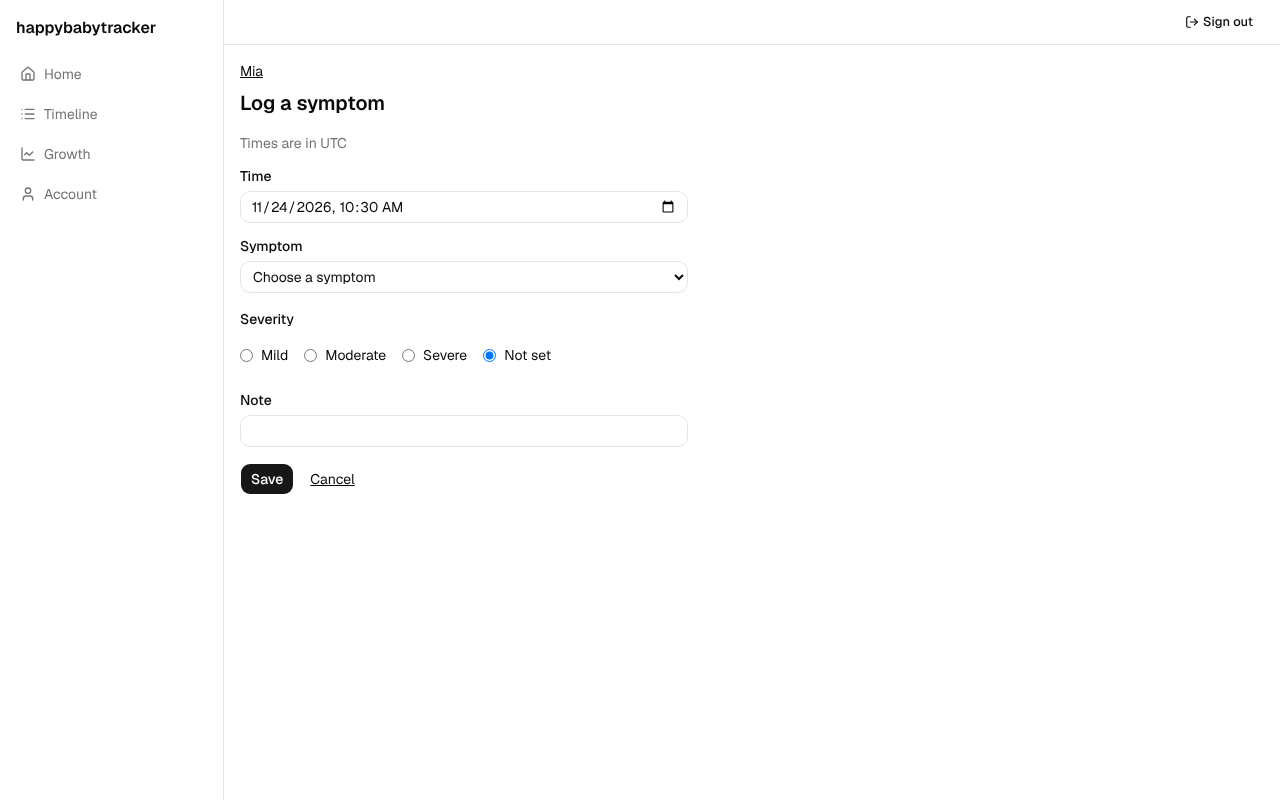 happybabytracker
Sign out
Home
Timeline
Growth
Account
Mia
Log a symptom
Times are in UTC
Time
11/24/2026, 10:30 AM
Symptom
Choose a symptom
Severity
Mild Moderate Severe Not set
Note
Save Cancel